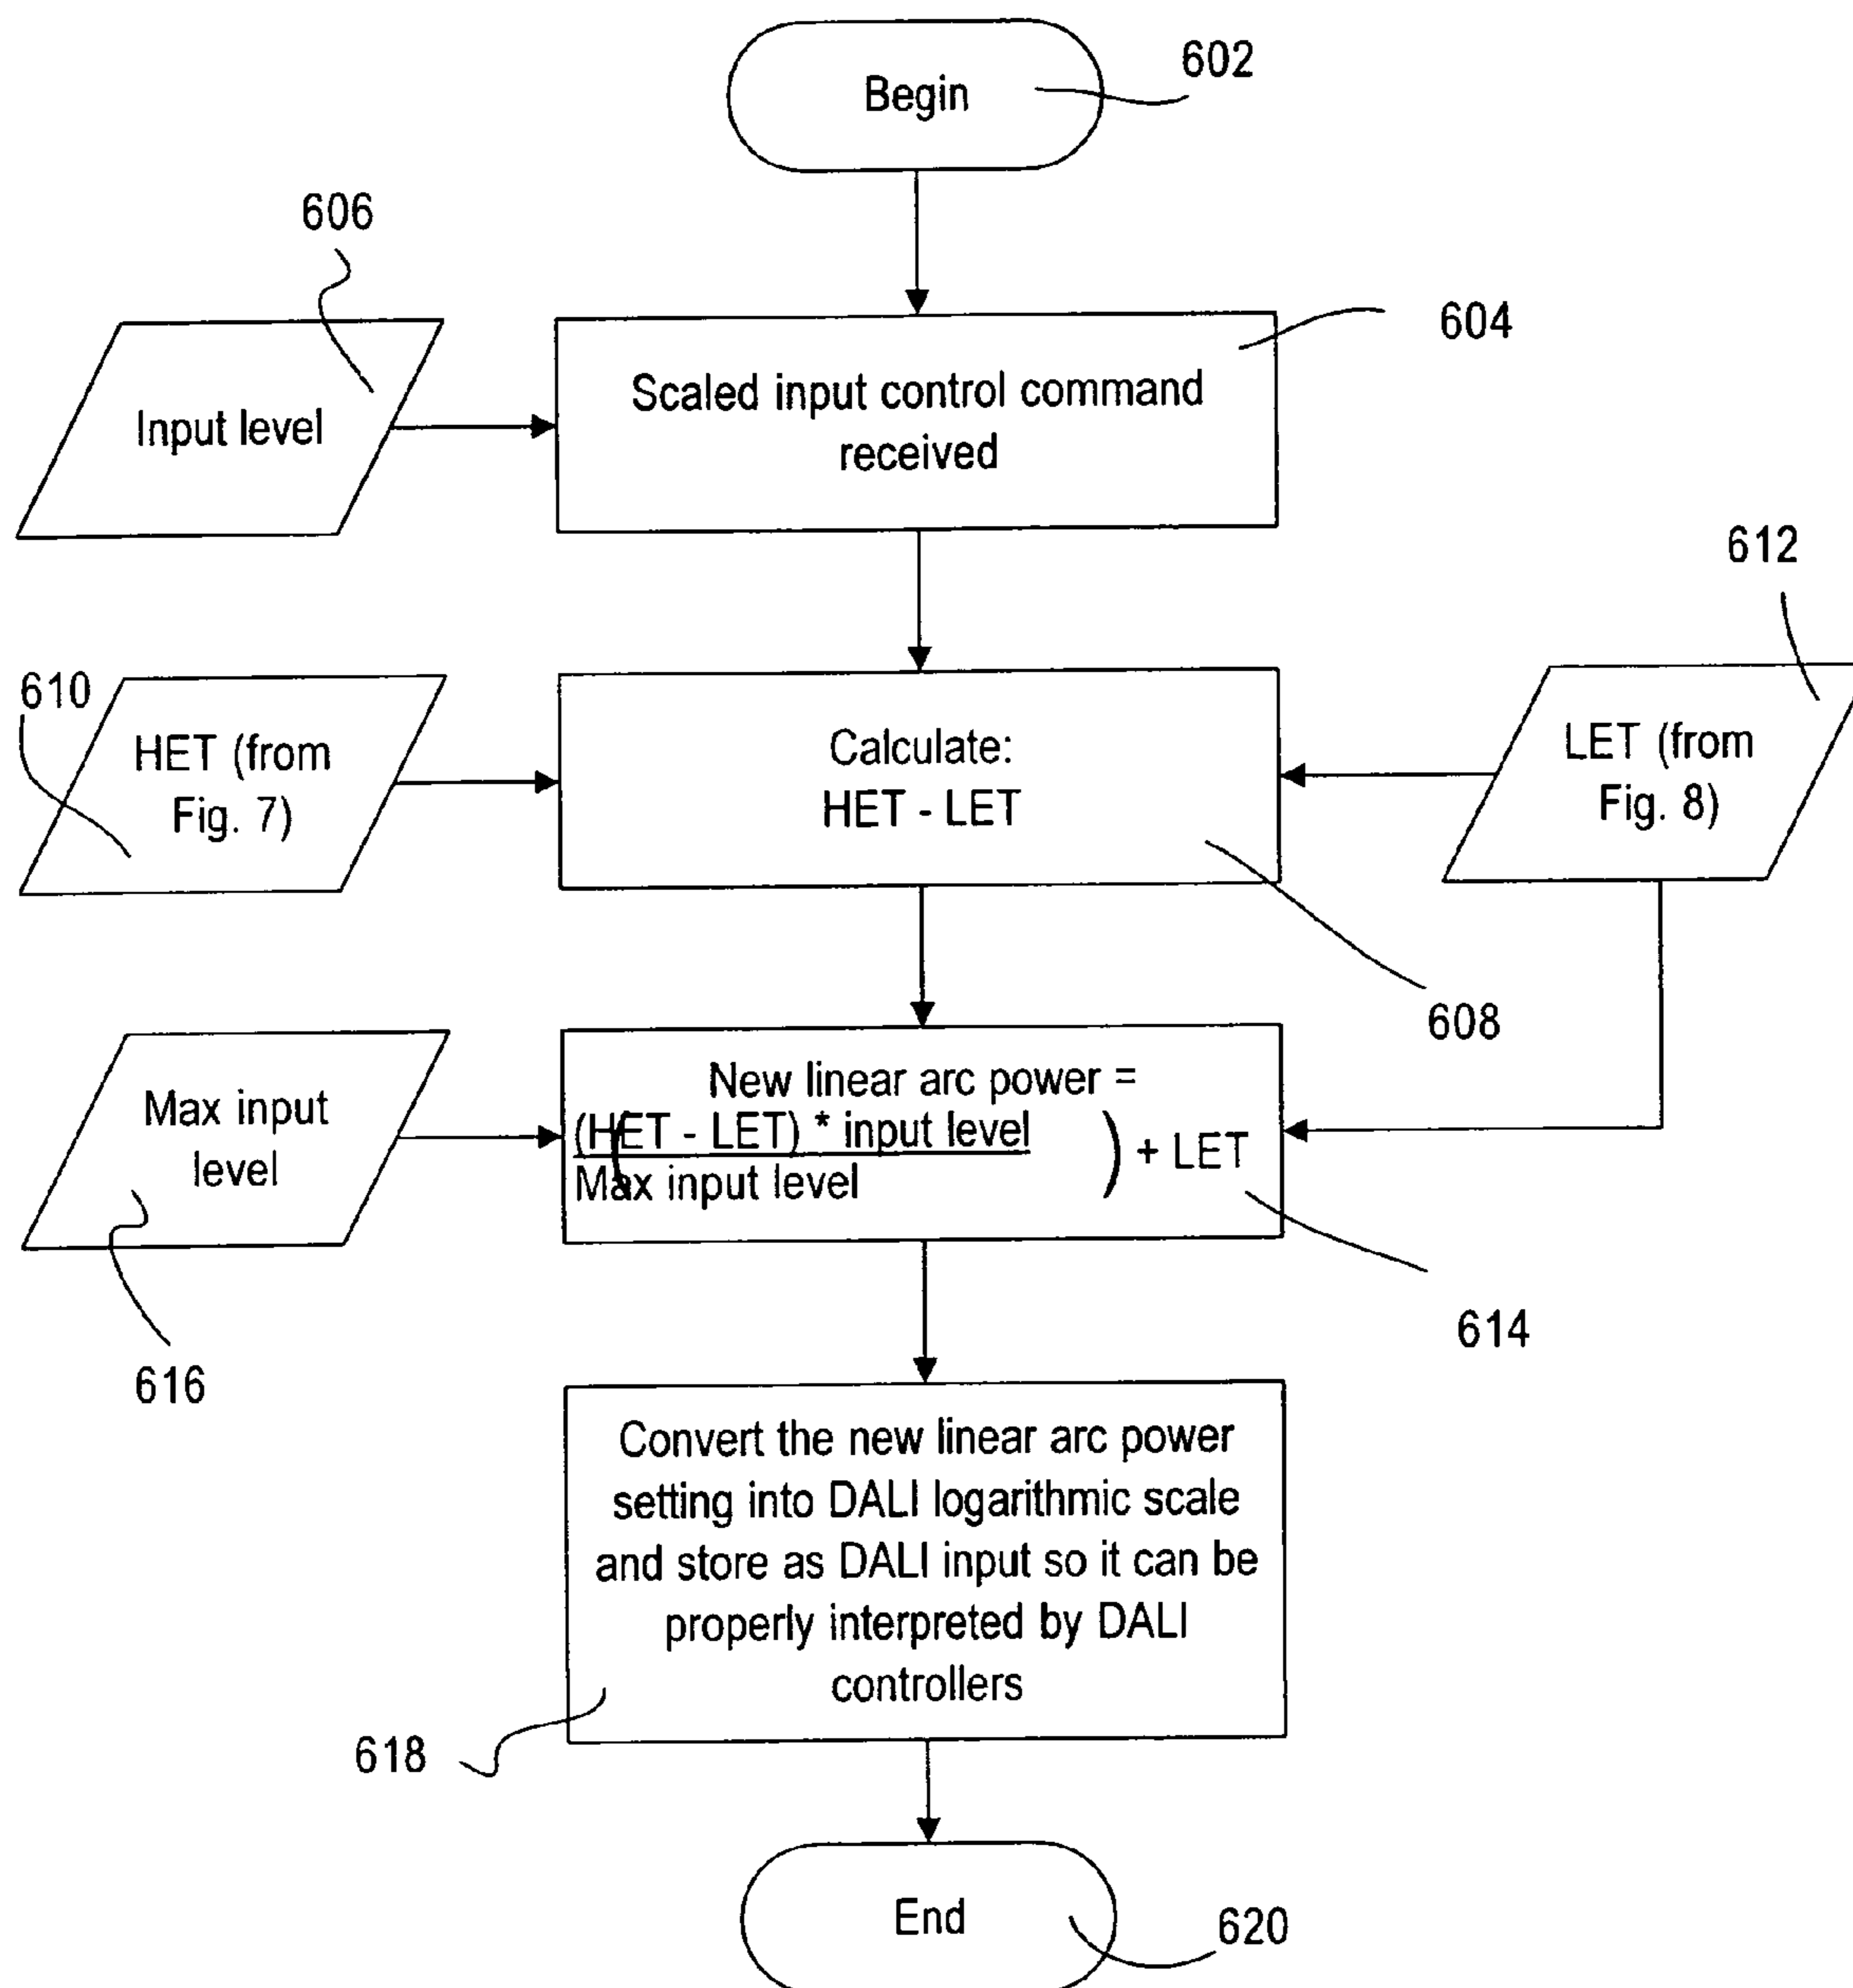 Begin
602
606
604
Input level
Scaled input control command
received
612
610
HET (from
Fig. 7)
Calculate:
HET - LET
LET (from
Fig. 8)
608
Max input
level
New linear arc power =
( (HET - LET) * input level
Max input level ) + LET
614
616
Convert the new linear arc power
setting into DALI logarithmic scale
and store as DALI input so it can be
properly interpreted by DALI
controllers
618
End
620